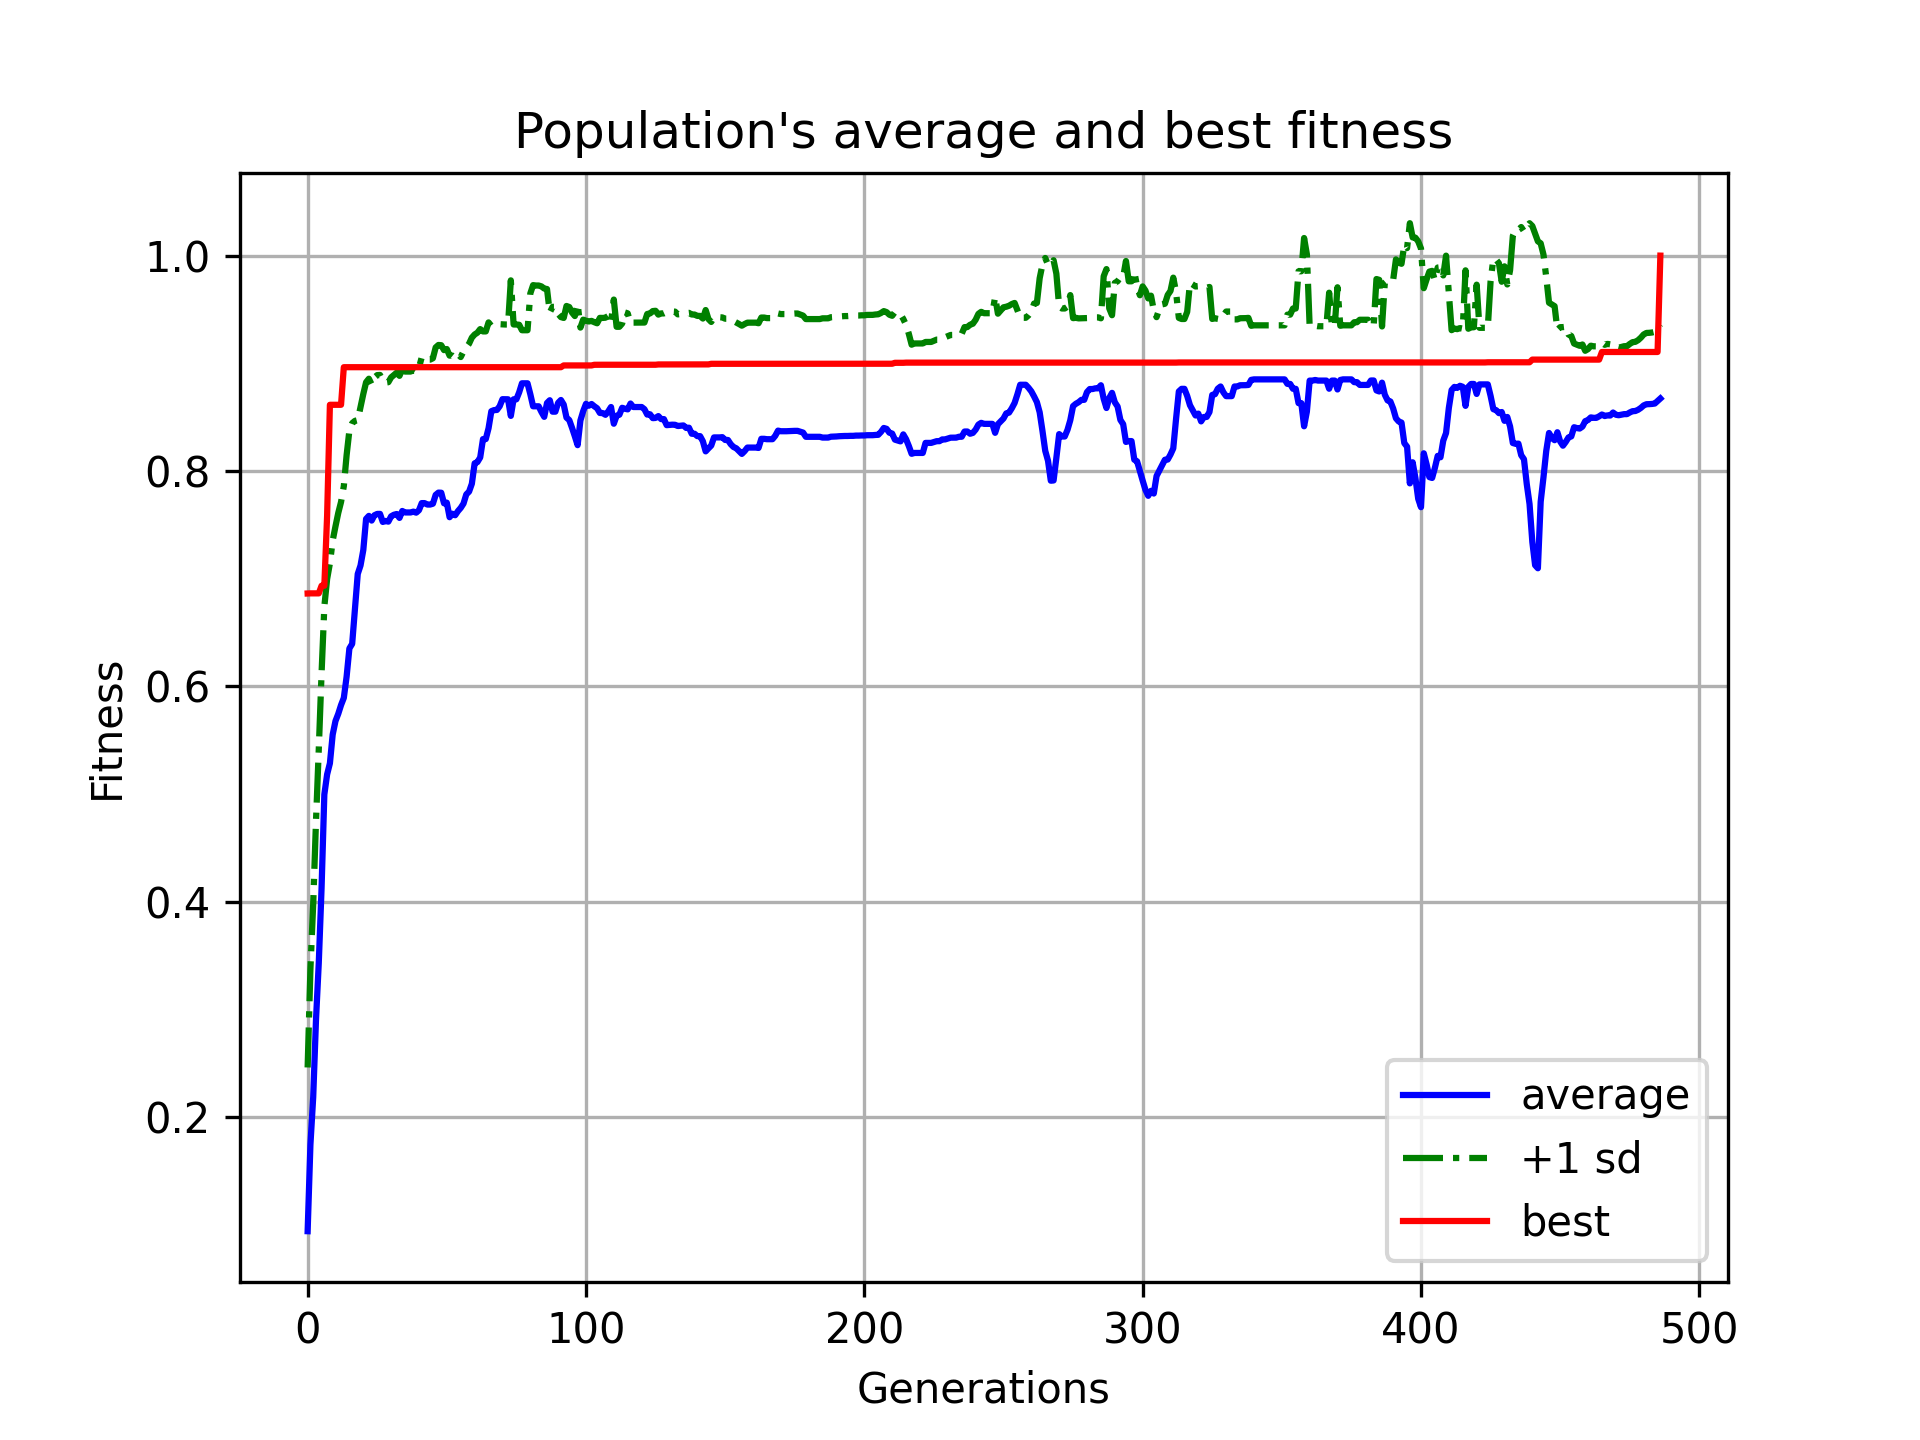 Population's average and best fitness
1.0
0.8
0.6
0.4
0.2
Fitness
average
+1 sd
best
0 100 200 300 400 500
Generations